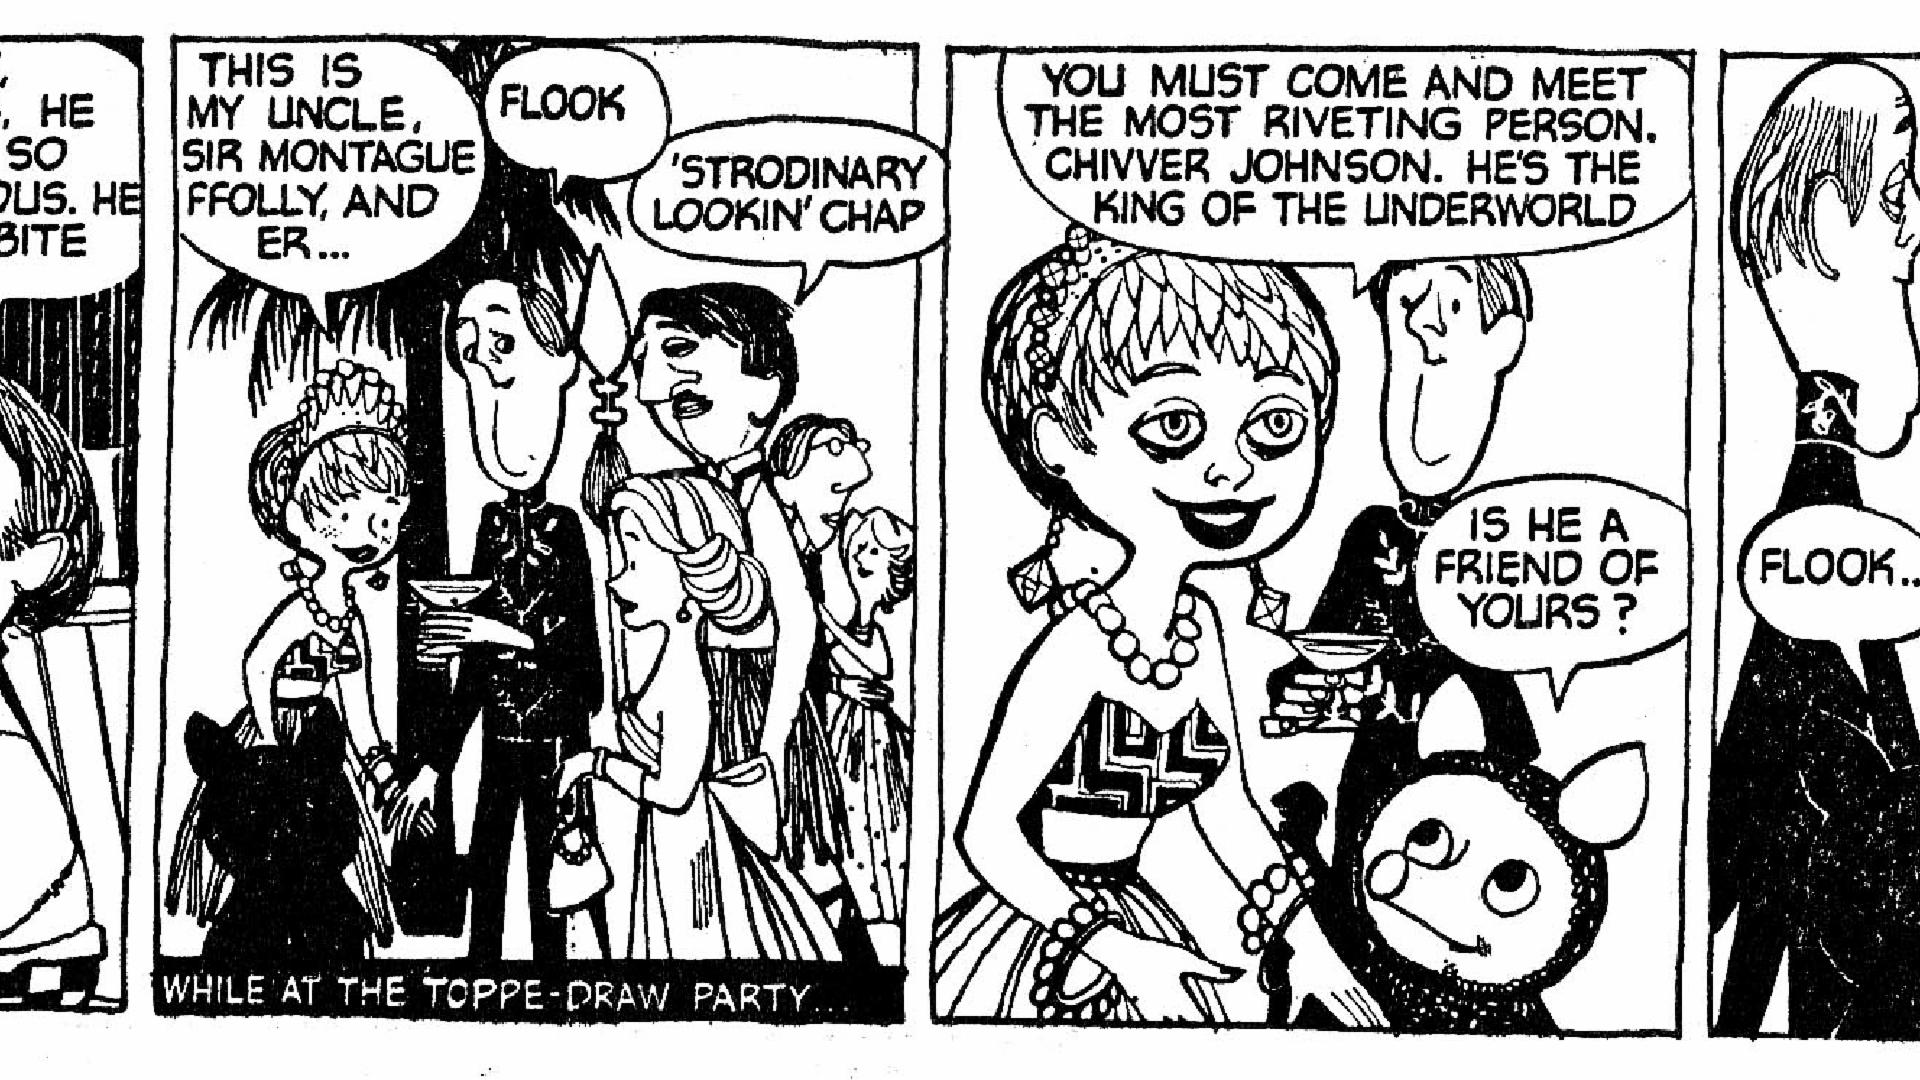 HE
SO
HE
BITE
THIS IS
MY UNCLE,
SIR MONTAGUE
FFOLLY, AND
ER...
FLOOK
'STRODINARY
LOOKIN' CHAP
WHILE AT THE TOPPE-DRAW PARTY...
YOU MUST COME AND MEET
THE MOST RIVETING PERSON.
CHIVVER JOHNSON. HE'S THE
KING OF THE UNDERWORLD
IS HE A
FRIEND OF
YOURS?
FLOOK..